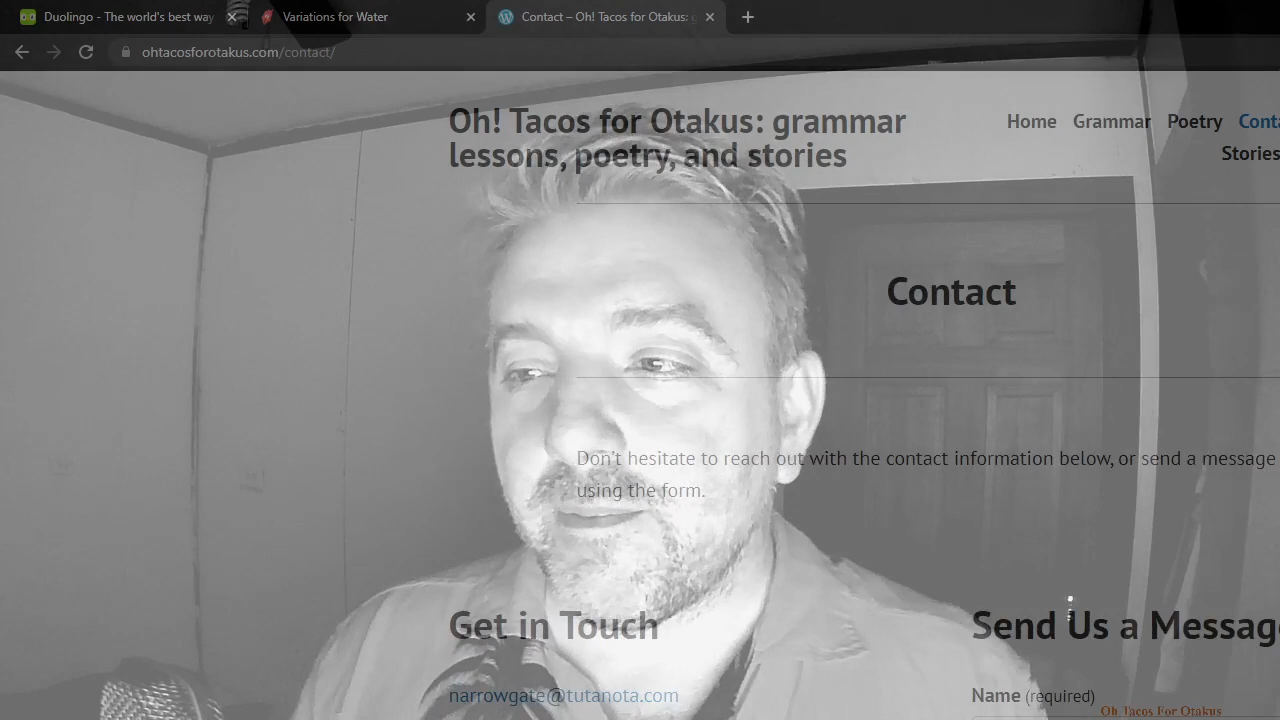 Duolingo - The world's best way
Variations for Water
Contact – Oh! Tacos for Otakus: g
ohtacosforotakus.com/contact/
Oh! Tacos for Otakus: grammar
lessons, poetry, and stories
Home Grammar Poetry Conta
Stories
Contact
Don't hesitate to reach out with the contact information below, or send a message
using the form.
Get in Touch
narrowgate@tutanota.com
Send Us a Messag
Name (required)
Oh Tacos For Otakus